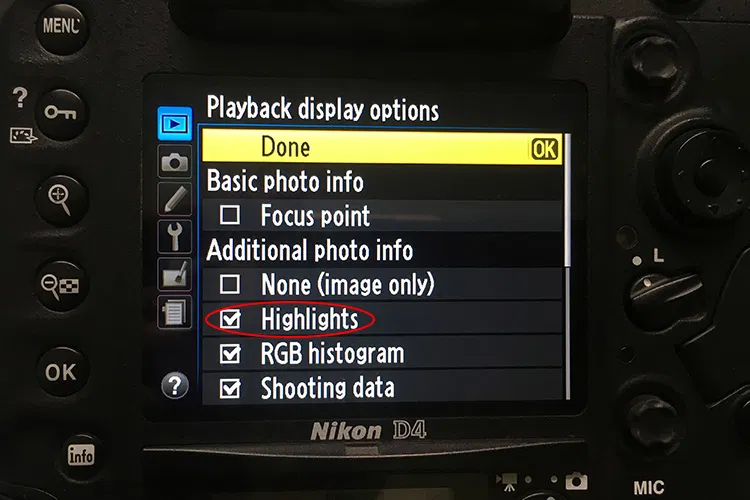 MENU
?
Playback display options
Done OK
Basic photo info
Focus point
Additional photo info
None (image only)
Highlights
RGB histogram
Shooting data
?
L
OK
Nikon D4
info
MIC